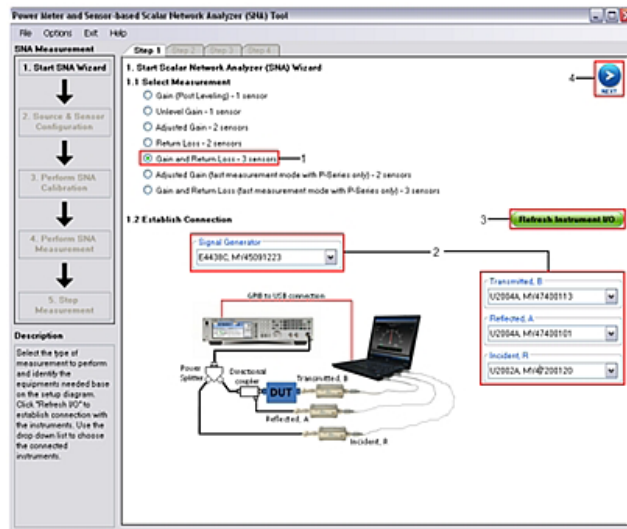 Power Meter and Sensor-based Scalar Network Analyzer (SNA) Tool
File Options Exit Help
SNA Measurement
Step 1 Step 2 Step 3 Step 4
1. Start SNA Wizard
2. Source & Sensor
Configuration
3. Perform SNA
Calibration
4. Perform SNA
Measurement
5. Stop
Measurement
Description
Select the type of
measurement to perform
and identify the
equipments needed base
on the setup diagram.
Click "Refresh I/O" to
establish connection with
the instruments. Use the
drop down list to choose
the connected
instruments.
1. Start Scalar Network Analyzer (SNA) Wizard
1.1 Select Measurement
Gain (Post Leveling) - 1 sensor
Unlevel Gain - 1 sensor
Adjusted Gain - 2 sensors
Return Loss - 2 sensors
Gain and Return Loss - 3 sensors
1
Adjusted Gain (fast measurement mode with P-Series only) - 2 sensors
Gain and Return Loss (fast measurement mode with P-Series only) - 3 sensors
4
NEXT
1.2 Establish Connection
3
Refresh Instrument I/O
Signal Generator
E4438C, MY45091223
2
Transmitted, B
U2004A, MY47400113
Reflected, A
U2004A, MY47400101
Incident, R
U2002A, MY47200120
GPIB to USB connection
Power
Splitter
Directional
coupler
DUT
Transmitted, B
Reflected, A
Incident, R